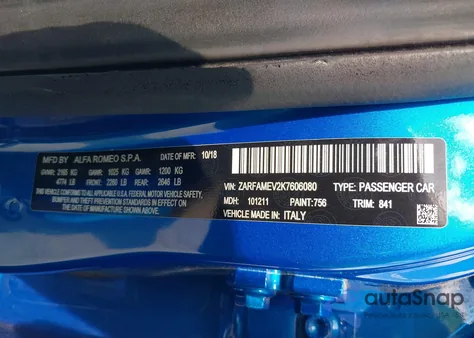 MFD BY ALFA ROMEO S.P.A. DATE OF MFR: 10/18
GVWR: 2165 KG GAWR: 1025 KG GAWR: 1200 KG
4774 LB FRONT: 2260 LB REAR: 2646 LB
THIS VEHICLE CONFORMS TO ALL APPLICABLE U.S.A. FEDERAL MOTOR VEHICLE SAFETY,
BUMPER AND THEFT PREVENTION STANDARDS IN EFFECT ON
THE DATE OF MANUFACTURE SHOWN ABOVE
VIN: ZARFAMEV2K7606080 TYPE: PASSENGER CAR
MDH: 101211 PAINT:756 TRIM: 841
VEHICLE MADE IN: ITALY
autoSnap